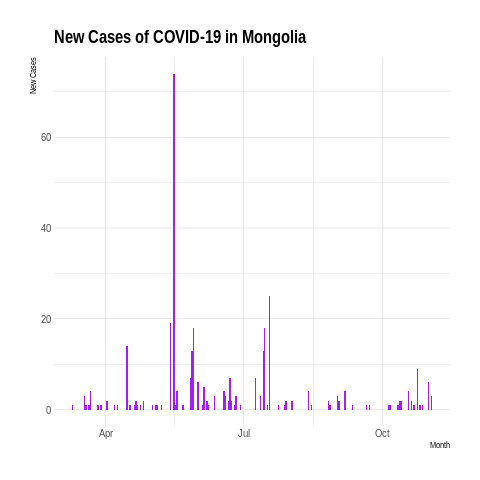 New Cases of COVID-19 in Mongolia
New Cases
60
40
20
0
Apr
Jul
Oct
Month